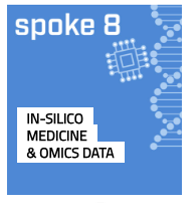 spoke 8
IN-SILICO
MEDICINE
& OMICS DATA